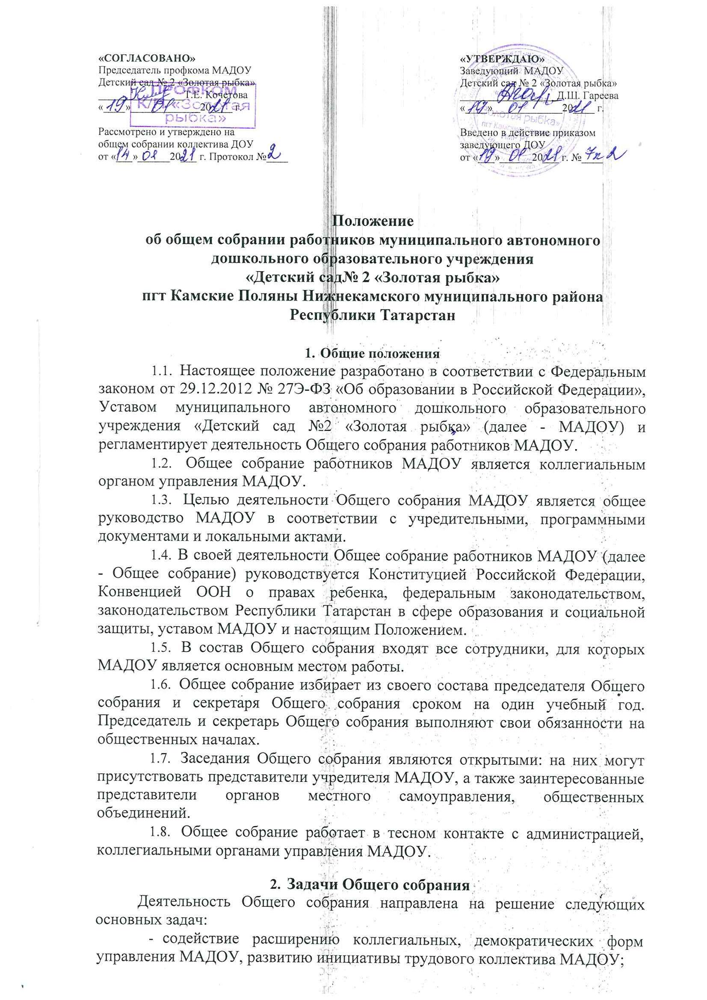 «СОГЛАСОВАНО»
Председатель профкома МАДОУ
Детский сад № 2 «Золотая рыбка»
Т.Е. Кочетова
«19» 01 2021 г.
ПРОФКОМ
К/П «Золотая
рыбка»
Рассмотрено и утверждено на
общем собрании коллектива ДОУ
от «14» 01 2021 г. Протокол № 2
«УТВЕРЖДАЮ»
Заведующий МАДОУ
Детский сад № 2 «Золотая рыбка»
Д.Ш. Гареева
«19» 01 2021 г.
Введено в действие приказом
заведующего ДОУ
от «19» 01 2021 г. №
Положение
об общем собрании работников муниципального автономного
дошкольного образовательного учреждения
«Детский сад№ 2 «Золотая рыбка»
пгт Камские Поляны Нижнекамского муниципального района
Республики Татарстан
1. Общие положения
1.1. Настоящее положение разработано в соответствии с Федеральным
законом от 29.12.2012 № 27Э-ФЗ «Об образовании в Российской Федерации»,
Уставом муниципального автономного дошкольного образовательного
учреждения «Детский сад №2 «Золотая рыбка» (далее - МАДОУ) и
регламентирует деятельность Общего собрания работников МАДОУ.
1.2. Общее собрание работников МАДОУ является коллегиальным
органом управления МАДОУ.
1.3. Целью деятельности Общего собрания МАДОУ является общее
руководство МАДОУ в соответствии с учредительными, программными
документами и локальными актами.
1.4. В своей деятельности Общее собрание работников МАДОУ (далее
- Общее собрание) руководствуется Конституцией Российской Федерации,
Конвенцией ООН о правах ребенка, федеральным законодательством,
законодательством Республики Татарстан в сфере образования и социальной
защиты, уставом МАДОУ и настоящим Положением.
1.5. В состав Общего собрания входят все сотрудники, для которых
МАДОУ является основным местом работы.
1.6. Общее собрание избирает из своего состава председателя Общего
собрания и секретаря Общего собрания сроком на один учебный год.
Председатель и секретарь Общего собрания выполняют свои обязанности на
общественных началах.
1.7. Заседания Общего собрания являются открытыми: на них могут
присутствовать представители учредителя МАДОУ, а также заинтересованные
представители органов местного самоуправления, общественных
объединений.
1.8. Общее собрание работает в тесном контакте с администрацией,
коллегиальными органами управления МАДОУ.
2. Задачи Общего собрания
Деятельность Общего собрания направлена на решение следующих
основных задач:
- содействие расширению коллегиальных, демократических форм
управления МАДОУ, развитию инициативы трудового коллектива МАДОУ;